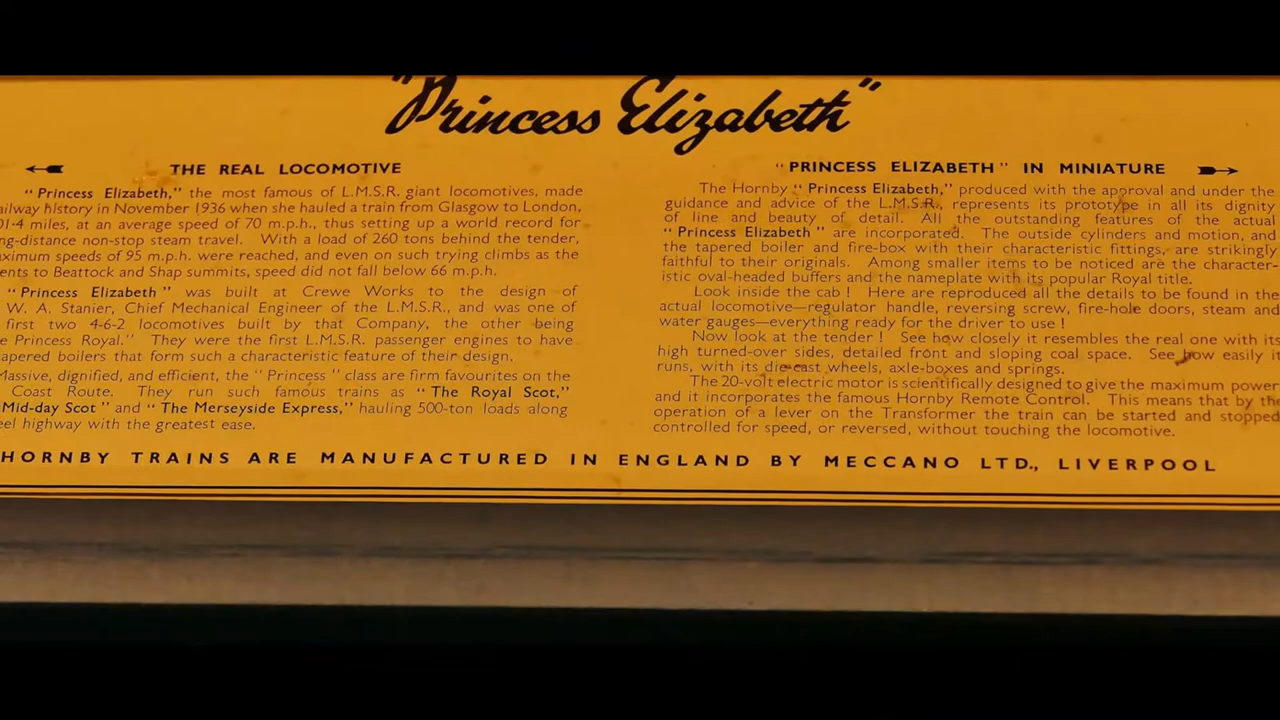 "Princess Elizabeth"
THE REAL LOCOMOTIVE
"Princess Elizabeth," the most famous of L.M.S.R. giant locomotives, made
history in November 1936 when she hauled a train from Glasgow to London,
miles, at an average speed of 70 m.p.h., thus setting up a world record for
distance non-stop steam travel. With a load of 260 tons behind the tender,
speeds of 95 m.p.h. were reached, and even on such trying climbs as the
to Beattock and Shap summits, speed did not fall below 66 m.p.h.
"Princess Elizabeth" was built at Crewe Works to the design of
W. A. Stanier, Chief Mechanical Engineer of the L.M.S.R., and was one of
first two 4-6-2 locomotives built by that Company, the other being
Princess Royal." They were the first L.M.S.R. passenger engines to have
tapered boilers that form such a characteristic feature of their design.
Massive, dignified, and efficient, the "Princess" class are firm favourites on the
Coast Route. They run such famous trains as "The Royal Scot,"
Mid-day Scot" and "The Merseyside Express," hauling 500-ton loads along
highway with the greatest ease.
"PRINCESS ELIZABETH" IN MINIATURE
The Hornby "Princess Elizabeth," produced with the approval and under the
guidance and advice of the L.M.S.R., represents its prototype in all its dignity
of line and beauty of detail. All the outstanding features of the actual
"Princess Elizabeth" are incorporated. The outside cylinders and motion, and
the tapered boiler and fire-box with their characteristic fittings, are strikingly
faithful to their originals. Among smaller items to be noticed are the character-
istic oval-headed buffers and the nameplate with its popular Royal title.
Look inside the cab! Here are reproduced all the details to be found in the
actual locomotive—regulator handle, reversing screw, fire-hole doors, steam and
water gauges—everything ready for the driver to use!
Now look at the tender! See how closely it resembles the real one with its
high turned-over sides, detailed front and sloping coal space. See how easily it
runs, with its die-cast wheels, axle-boxes and springs.
The 20-volt electric motor is scientifically designed to give the maximum power
and it incorporates the famous Hornby Remote Control. This means that by the
operation of a lever on the Transformer the train can be started and stopped
controlled for speed, or reversed, without touching the locomotive.
HORNBY TRAINS ARE MANUFACTURED IN ENGLAND BY MECCANO LTD., LIVERPOOL